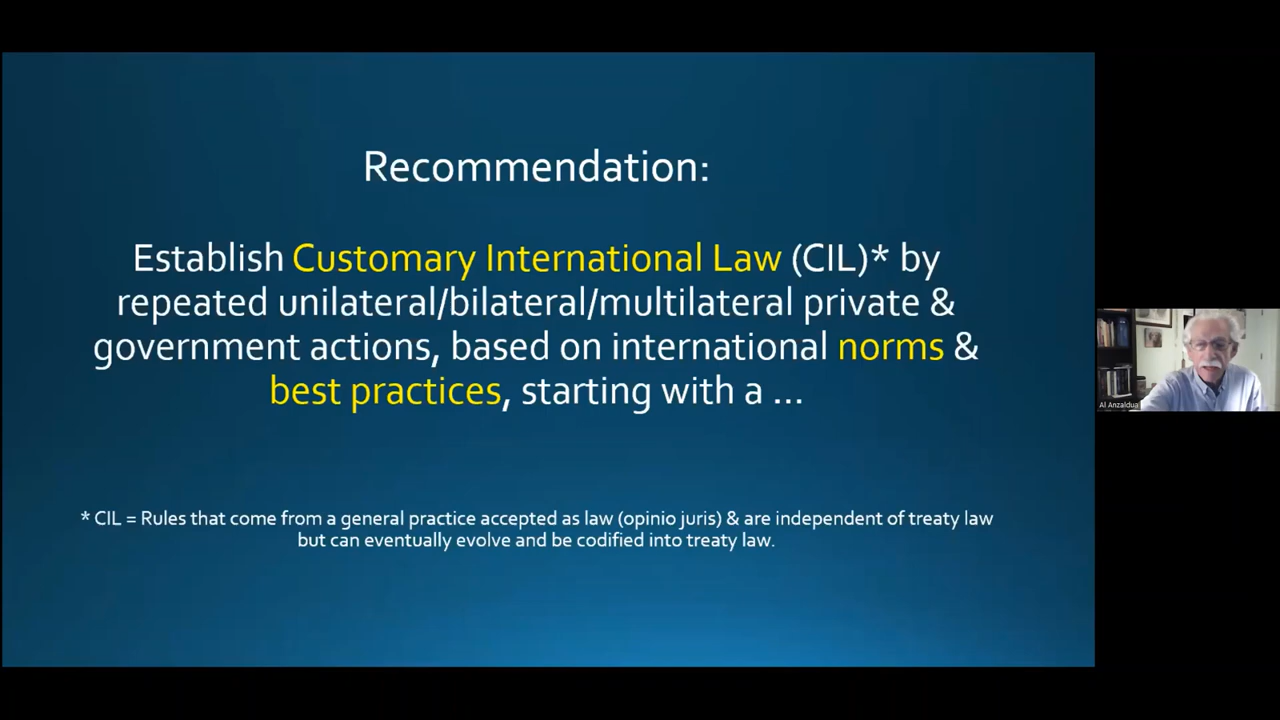 Recommendation:
Establish Customary International Law (CIL)* by
repeated unilateral/bilateral/multilateral private &
government actions, based on international norms &
best practices, starting with a ...
* CIL = Rules that come from a general practice accepted as law (opinio juris) & are independent of treaty law
but can eventually evolve and be codified into treaty law.
Al Anzaldua